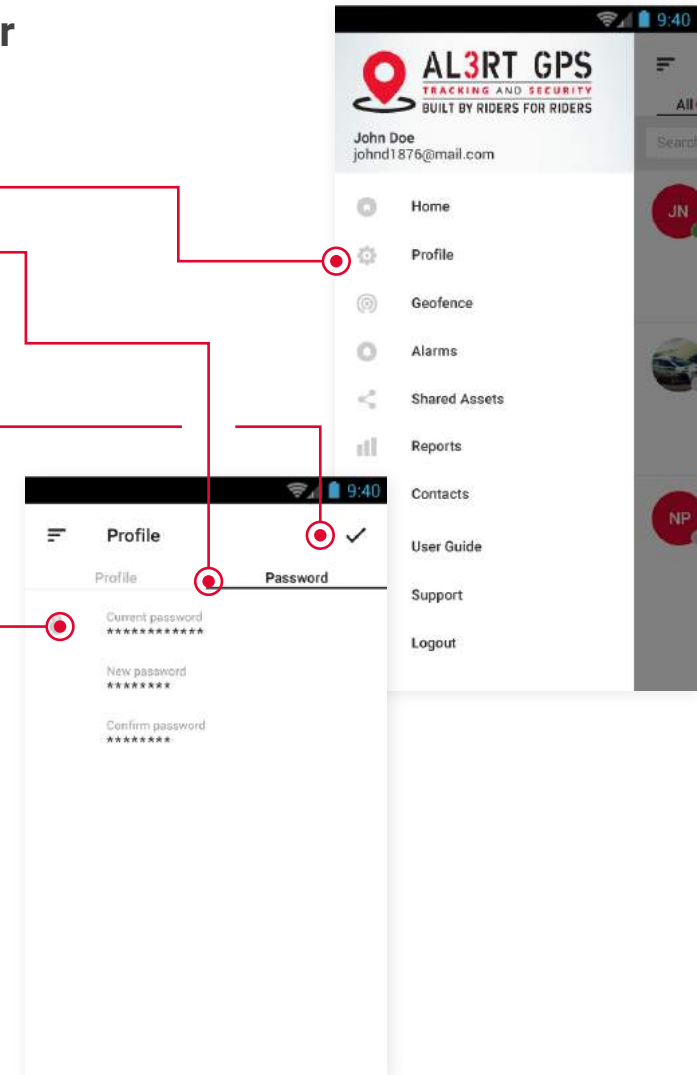 r
9:40
AL3RT GPS
TRACKING AND SECURITY
BUILT BY RIDERS FOR RIDERS
John Doe
johnd1876@mail.com
All
Search
Home
JN
Profile
Geofence
Alarms
Shared Assets
Reports
Contacts
NP
User Guide
Support
Logout
9:40
Profile
Profile Password
Current password
************
New password
********
Confirm password
********